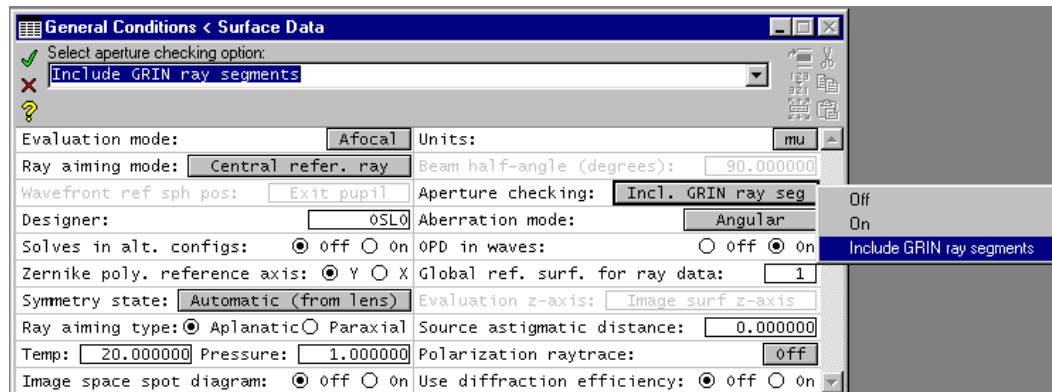 General Conditions < Surface Data
Select aperture checking option:
Include GRIN ray segments
Evaluation mode: Afocal Units: mu
Ray aiming mode: Central refer. ray Beam half-angle (degrees): 90.000000
Wavefront ref sph pos: Exit pupil Aperture checking: Incl. GRIN ray seg
Off
On
Include GRIN ray segments
Designer: OSLO Aberration mode: Angular
Solves in alt. configs: Off On OPD in waves: Off On
Zernike poly. reference axis: Y X Global ref. surf. for ray data: 1
Symmetry state: Automatic (from lens) Evaluation z-axis: Image surf z-axis
Ray aiming type: Aplanatic Paraxial Source astigmatic distance: 0.000000
Temp: 20.000000 Pressure: 1.000000 Polarization raytrace: Off
Image space spot diagram: Off On Use diffraction efficiency: Off On